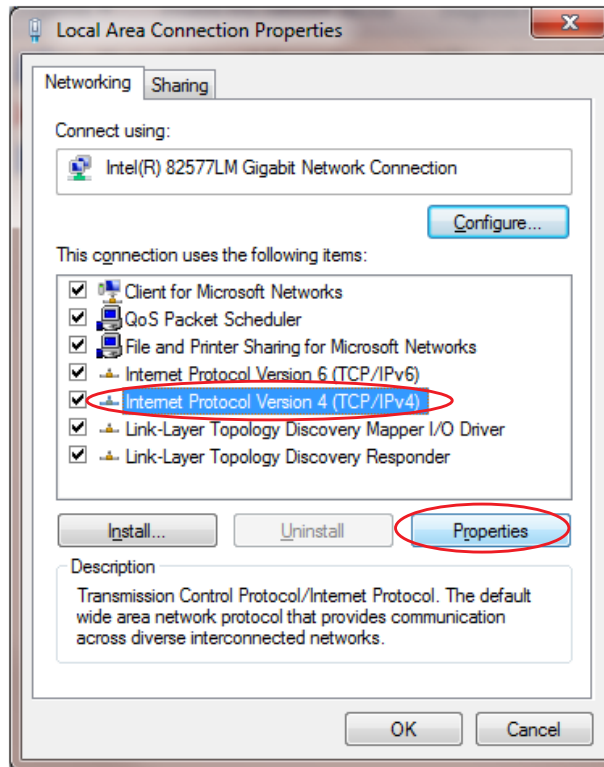 Local Area Connection Properties
Networking
Sharing
Connect using:
Intel(R) 82577LM Gigabit Network Connection
Configure...
This connection uses the following items:
Client for Microsoft Networks
QoS Packet Scheduler
File and Printer Sharing for Microsoft Networks
Internet Protocol Version 6 (TCP/IPv6)
Internet Protocol Version 4 (TCP/IPv4)
Link-Layer Topology Discovery Mapper I/O Driver
Link-Layer Topology Discovery Responder
Install...
Uninstall
Properties
Description
Transmission Control Protocol/Internet Protocol. The default
wide area network protocol that provides communication
across diverse interconnected networks.
OK
Cancel